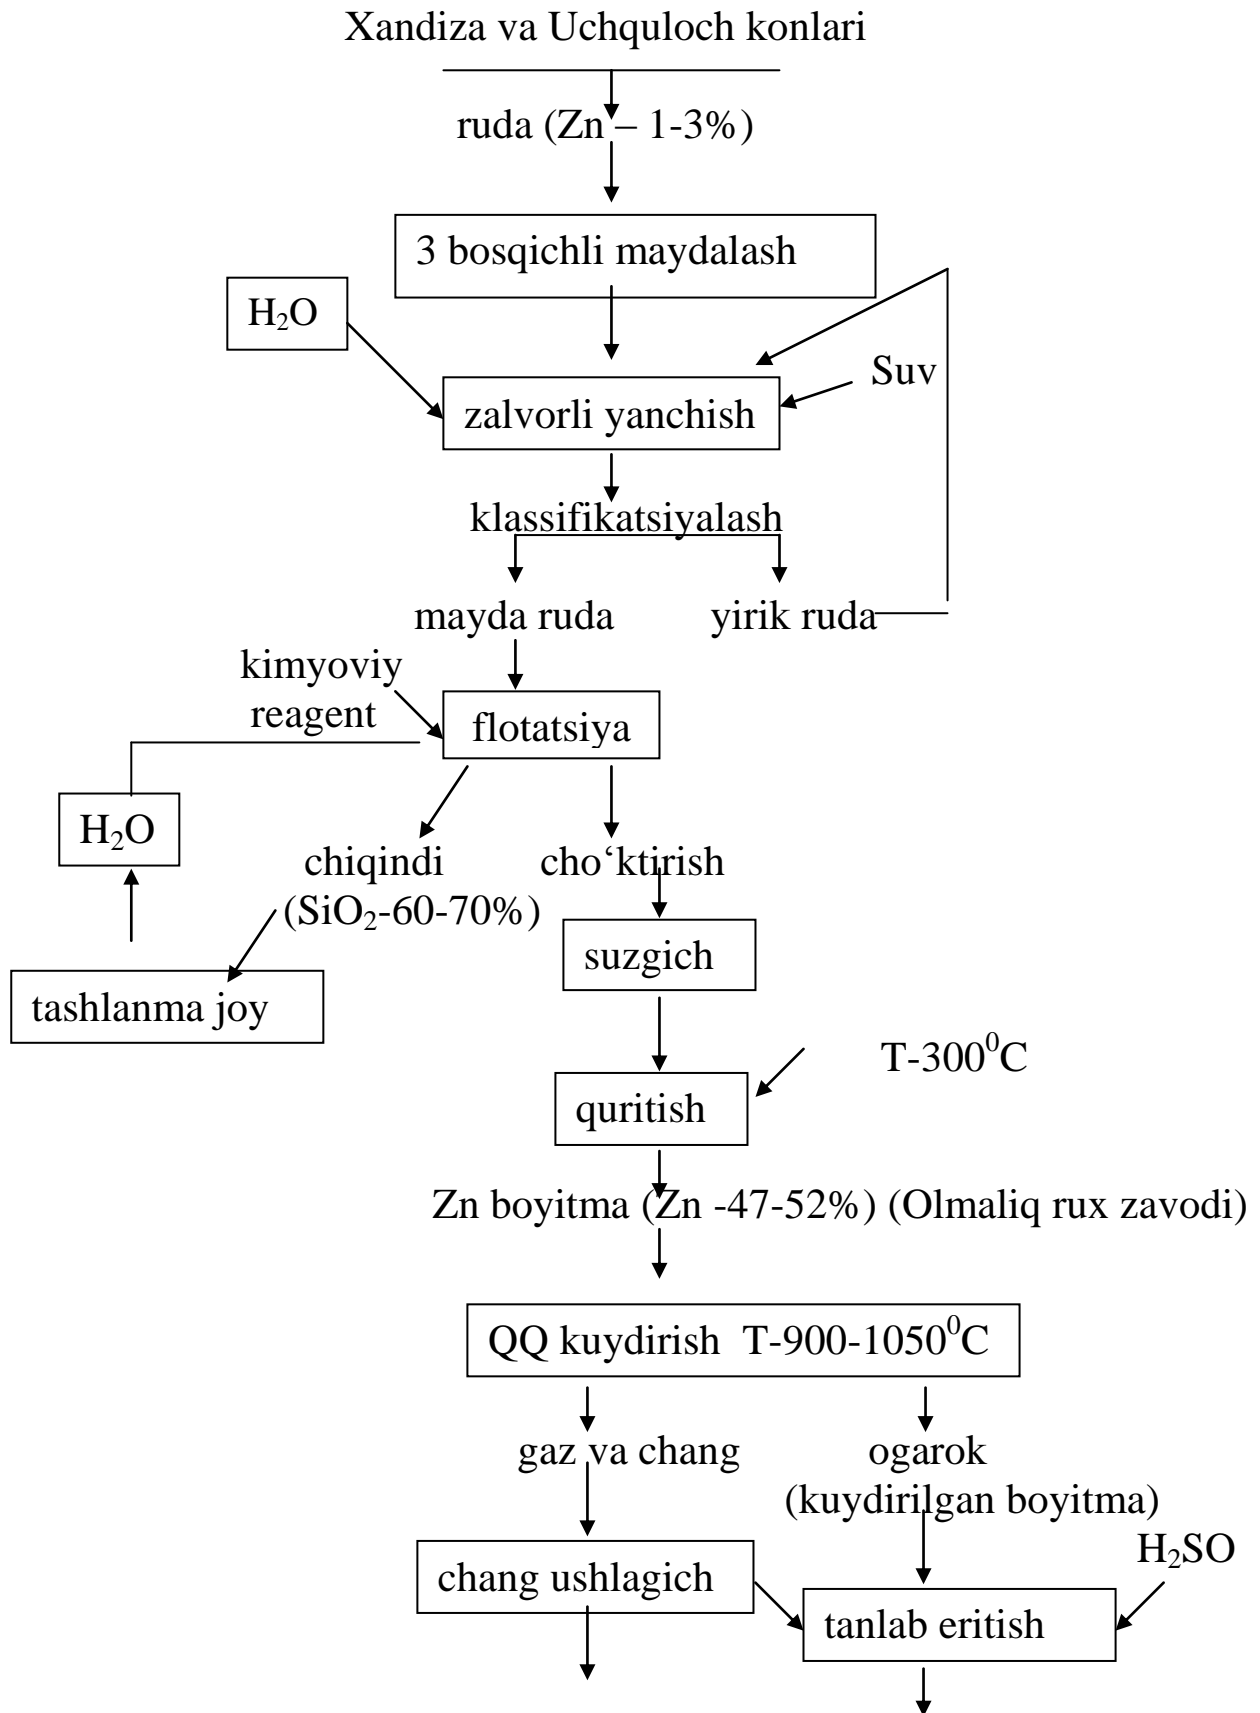 Xandiza va Uchquloch konlari
ruda (Zn – 1-3%)
3 bosqichli maydalash
H₂O
Suv
zalvorli yanchish
klassifikatsiyalash
mayda ruda
yirik ruda
kimyoviy
reagent
flotatsiya
H₂O
chiqindi
(SiO₂-60-70%)
cho‘ktirish
suzgich
tashlanma joy
T-300⁰C
quritish
Zn boyitma (Zn -47-52%) (Olmaliq rux zavodi)
QQ kuydirish T-900-1050⁰C
gaz va chang
ogarok
(kuydirilgan boyitma)
H₂SO
chang ushlagich
tanlab eritish